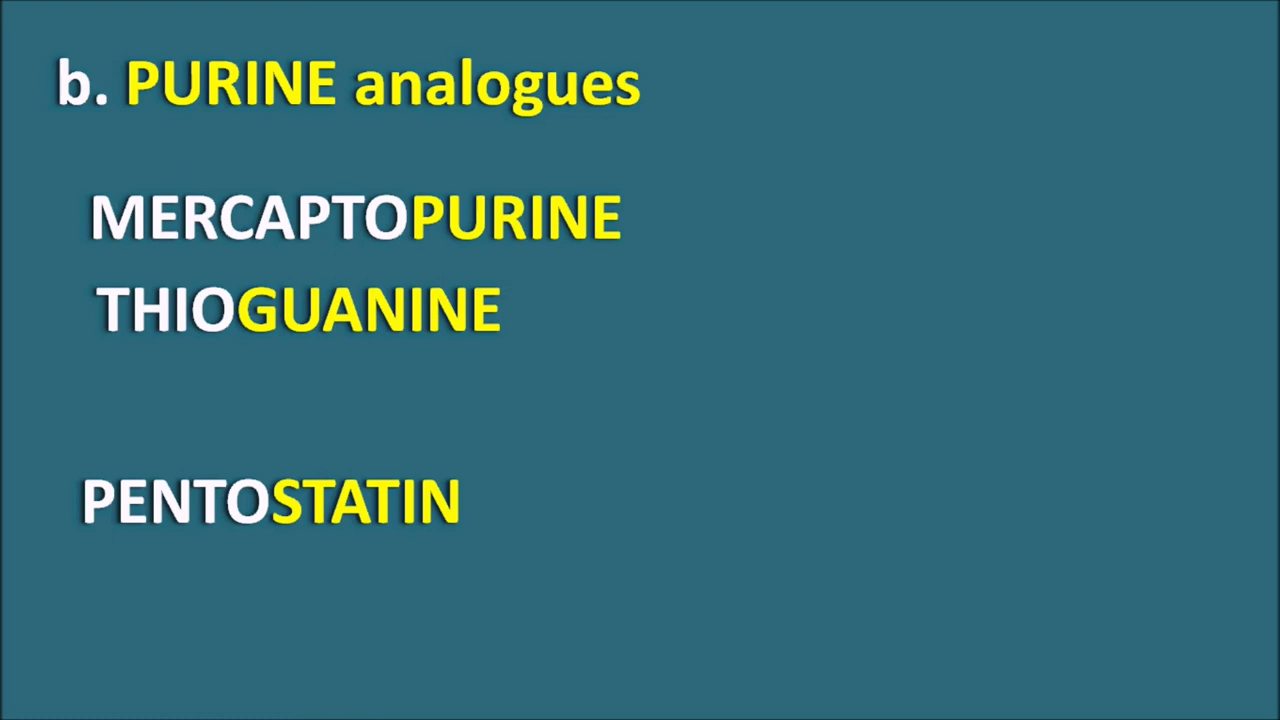 b. PURINE analogues
MERCAPTOPURINE
THIOGUANINE
PENTOSTATIN